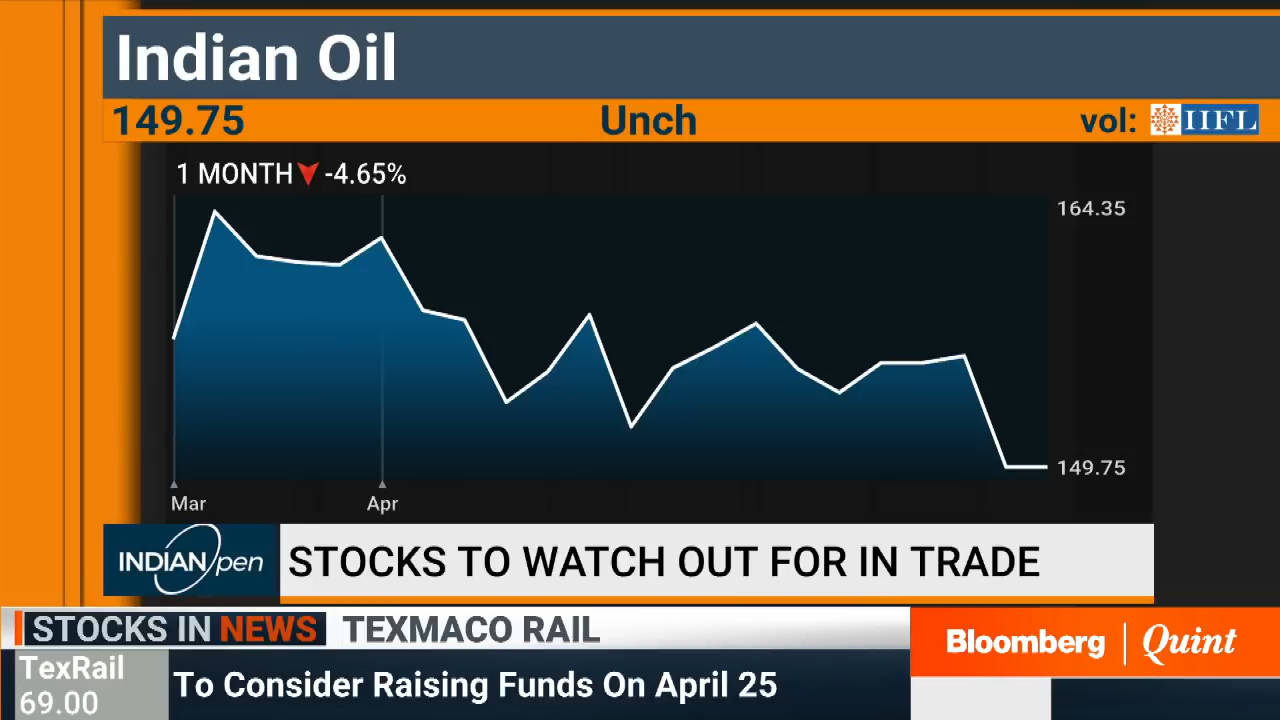 Indian Oil
149.75 Unch vol: IIFL
1 MONTH -4.65%
164.35
149.75
Mar Apr
INDIAN Open STOCKS TO WATCH OUT FOR IN TRADE
STOCKS IN NEWS TEXMACO RAIL
Bloomberg | Quint
TexRail
69.00
To Consider Raising Funds On April 25